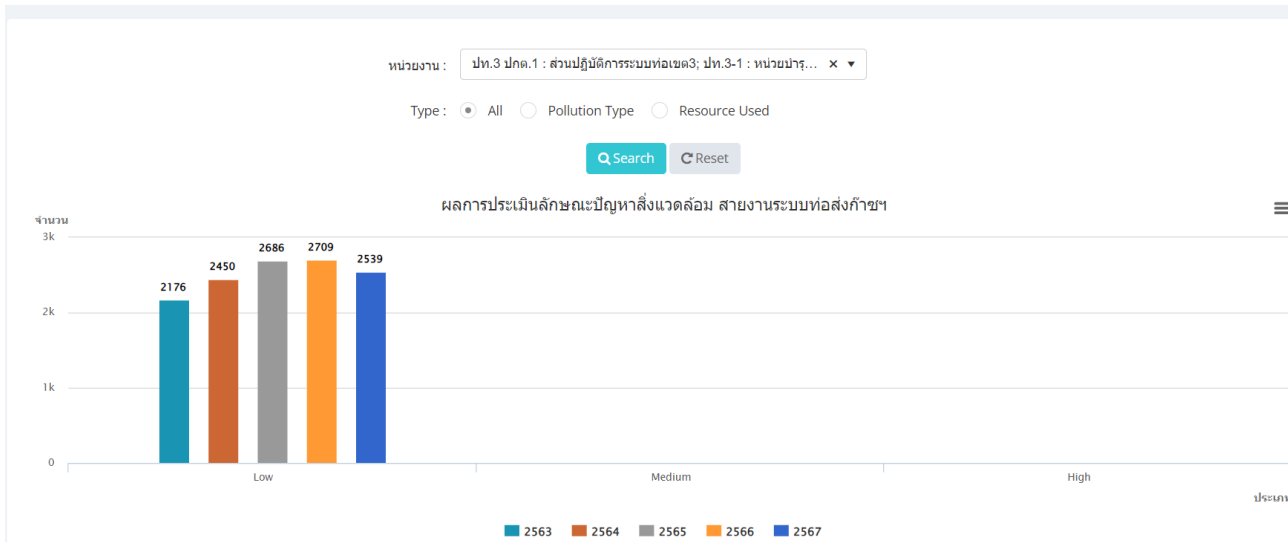 หน่วยงาน : ปท.3 ปกต.1 : ส่วนปฏิบัติการระบบท่อเขต3; ปท.3-1 : หน่วยบำรุ... × ▼
Type : All Pollution Type Resource Used
Search Reset
ผลการประเมินลักษณะปัญหาสิ่งแวดล้อม สายงานระบบท่อส่งก๊าซฯ
จำนวน
3k
2k
1k
0
2176 2450 2686 2709 2539
Low Medium High
ประเภท
2563 2564 2565 2566 2567